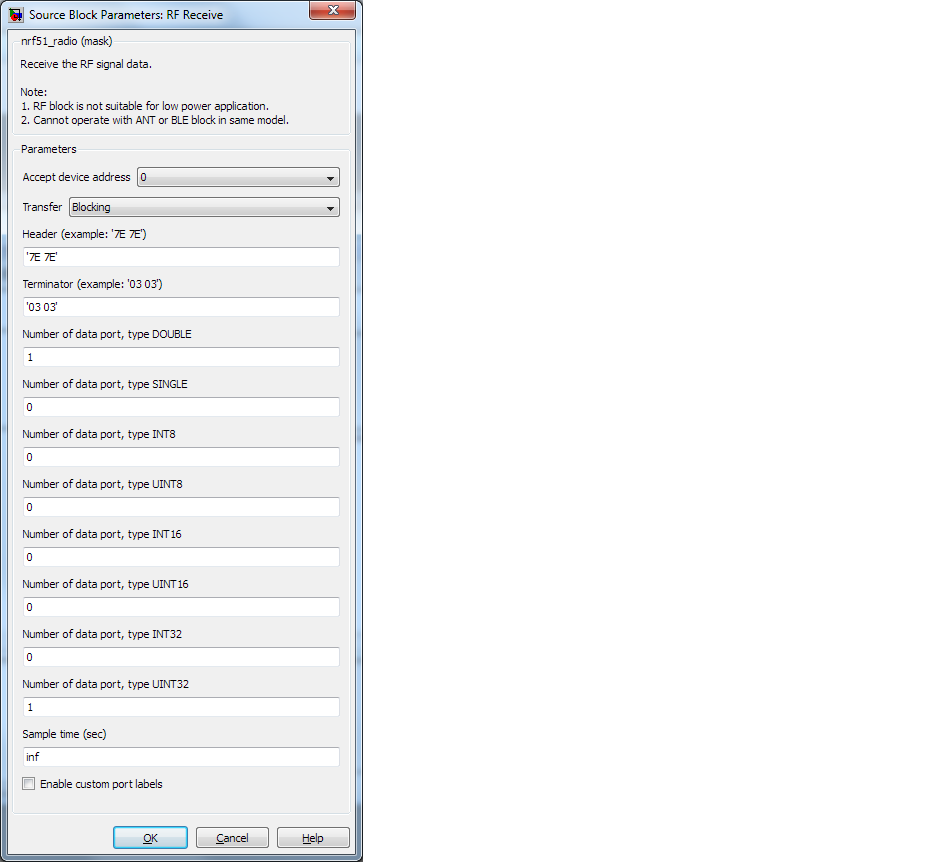 Source Block Parameters: RF Receive
nrf51_radio (mask)
Receive the RF signal data.
Note:
1. RF block is not suitable for low power application.
2. Cannot operate with ANT or BLE block in same model.
Parameters
Accept device address 0
Transfer Blocking
Header (example: '7E 7E')
'7E 7E'
Terminator (example: '03 03')
'03 03'
Number of data port, type DOUBLE
1
Number of data port, type SINGLE
0
Number of data port, type INT8
0
Number of data port, type UINT8
0
Number of data port, type INT16
0
Number of data port, type UINT16
0
Number of data port, type INT32
0
Number of data port, type UINT32
1
Sample time (sec)
inf
Enable custom port labels
OK Cancel Help